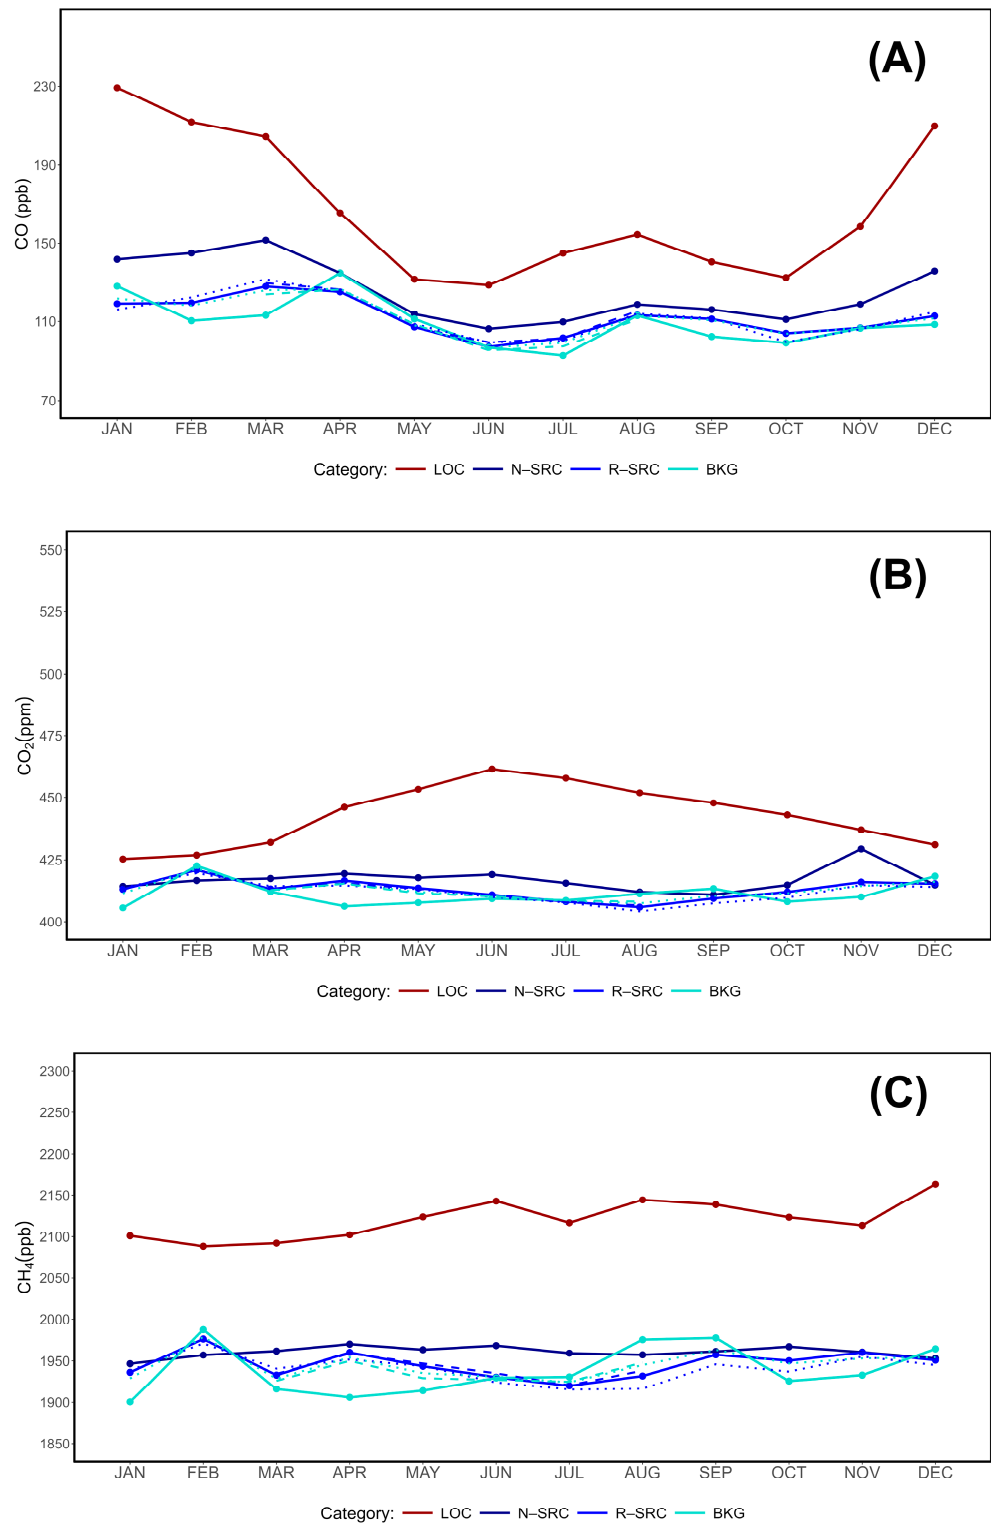 (A)
230
190
150
110
70
CO (ppb)
JAN FEB MAR APR MAY JUN JUL AUG SEP OCT NOV DEC
Category: LOC N–SRC R–SRC BKG
(B)
550
525
500
475
450
425
400
CO₂(ppm)
JAN FEB MAR APR MAY JUN JUL AUG SEP OCT NOV DEC
Category: LOC N–SRC R–SRC BKG
(C)
2300
2250
2200
2150
2100
2050
2000
1950
1900
1850
CH₄(ppb)
JAN FEB MAR APR MAY JUN JUL AUG SEP OCT NOV DEC
Category: LOC N–SRC R–SRC BKG